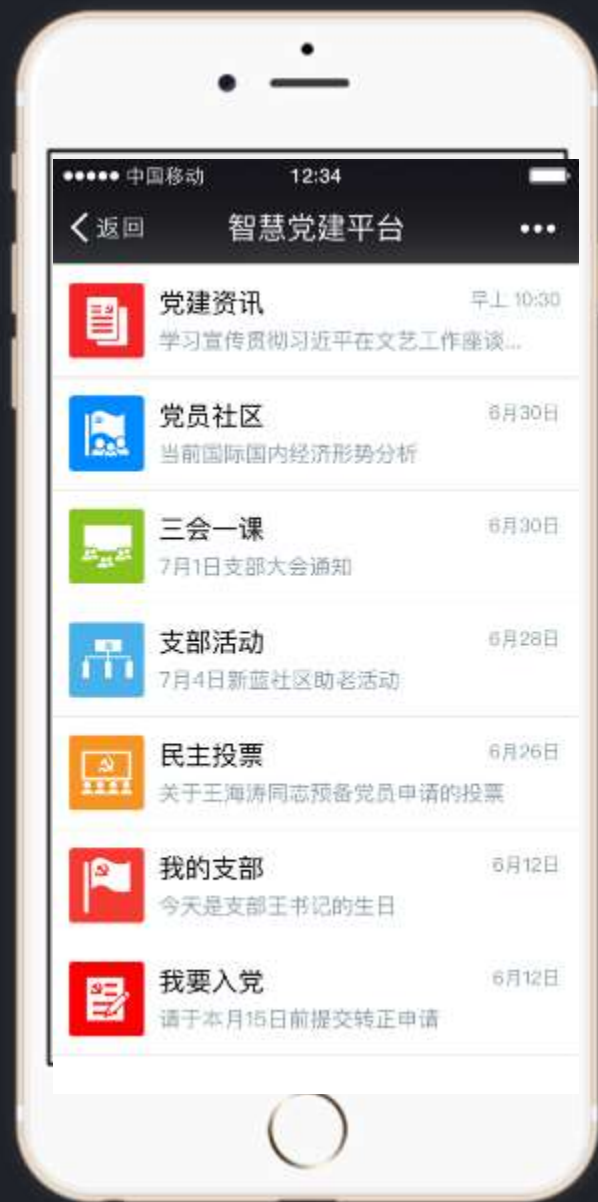 中国移动 12:34
返回 智慧党建平台
党建资讯 早上 10:30
学习宣传贯彻习近平在文艺工作座谈...
党员社区 6月30日
当前国际国内经济形势分析
三会一课 6月30日
7月1日支部大会通知
支部活动 6月28日
7月4日新蓝社区助老活动
民主投票 6月26日
关于王海涛同志预备党员申请的投票
我的支部 6月12日
今天是支部王书记的生日
我要入党 6月12日
请于本月15日前提交转正申请